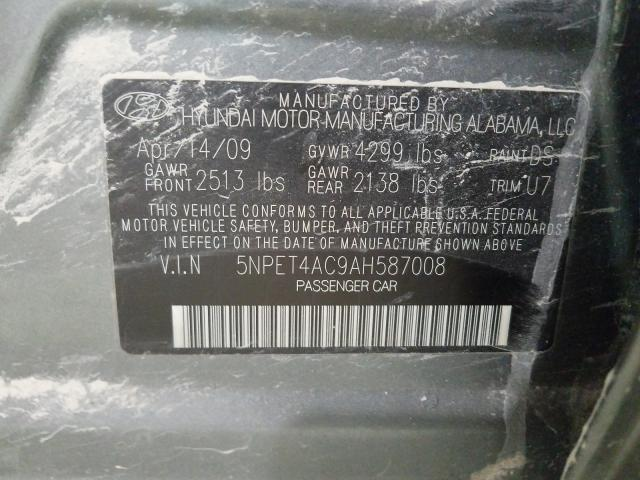 MANUFACTURED BY
HYUNDAI MOTOR MANUFACTURING ALABAMA, LLC
Apr/14/09 GVWR 4299 lbs PAINT DS
GAWR FRONT 2513 lbs GAWR REAR 2138 lbs TRIM U7
THIS VEHICLE CONFORMS TO ALL APPLICABLE U.S.A. FEDERAL
MOTOR VEHICLE SAFETY, BUMPER, AND THEFT PREVENTION STANDARDS
IN EFFECT ON THE DATE OF MANUFACTURE SHOWN ABOVE
V.I.N 5NPET4AC9AH587008
PASSENGER CAR